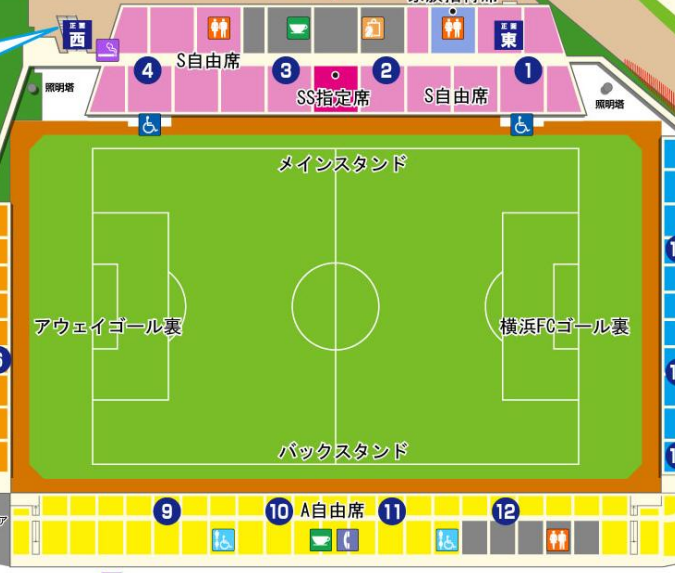 正面
西
正面
東
S自由席
4
3
2
1
照明塔
SS指定席
S自由席
照明塔
メインスタンド
アウェイゴール裏
横浜FCゴール裏
バックスタンド
9
10
A自由席
11
12
ア